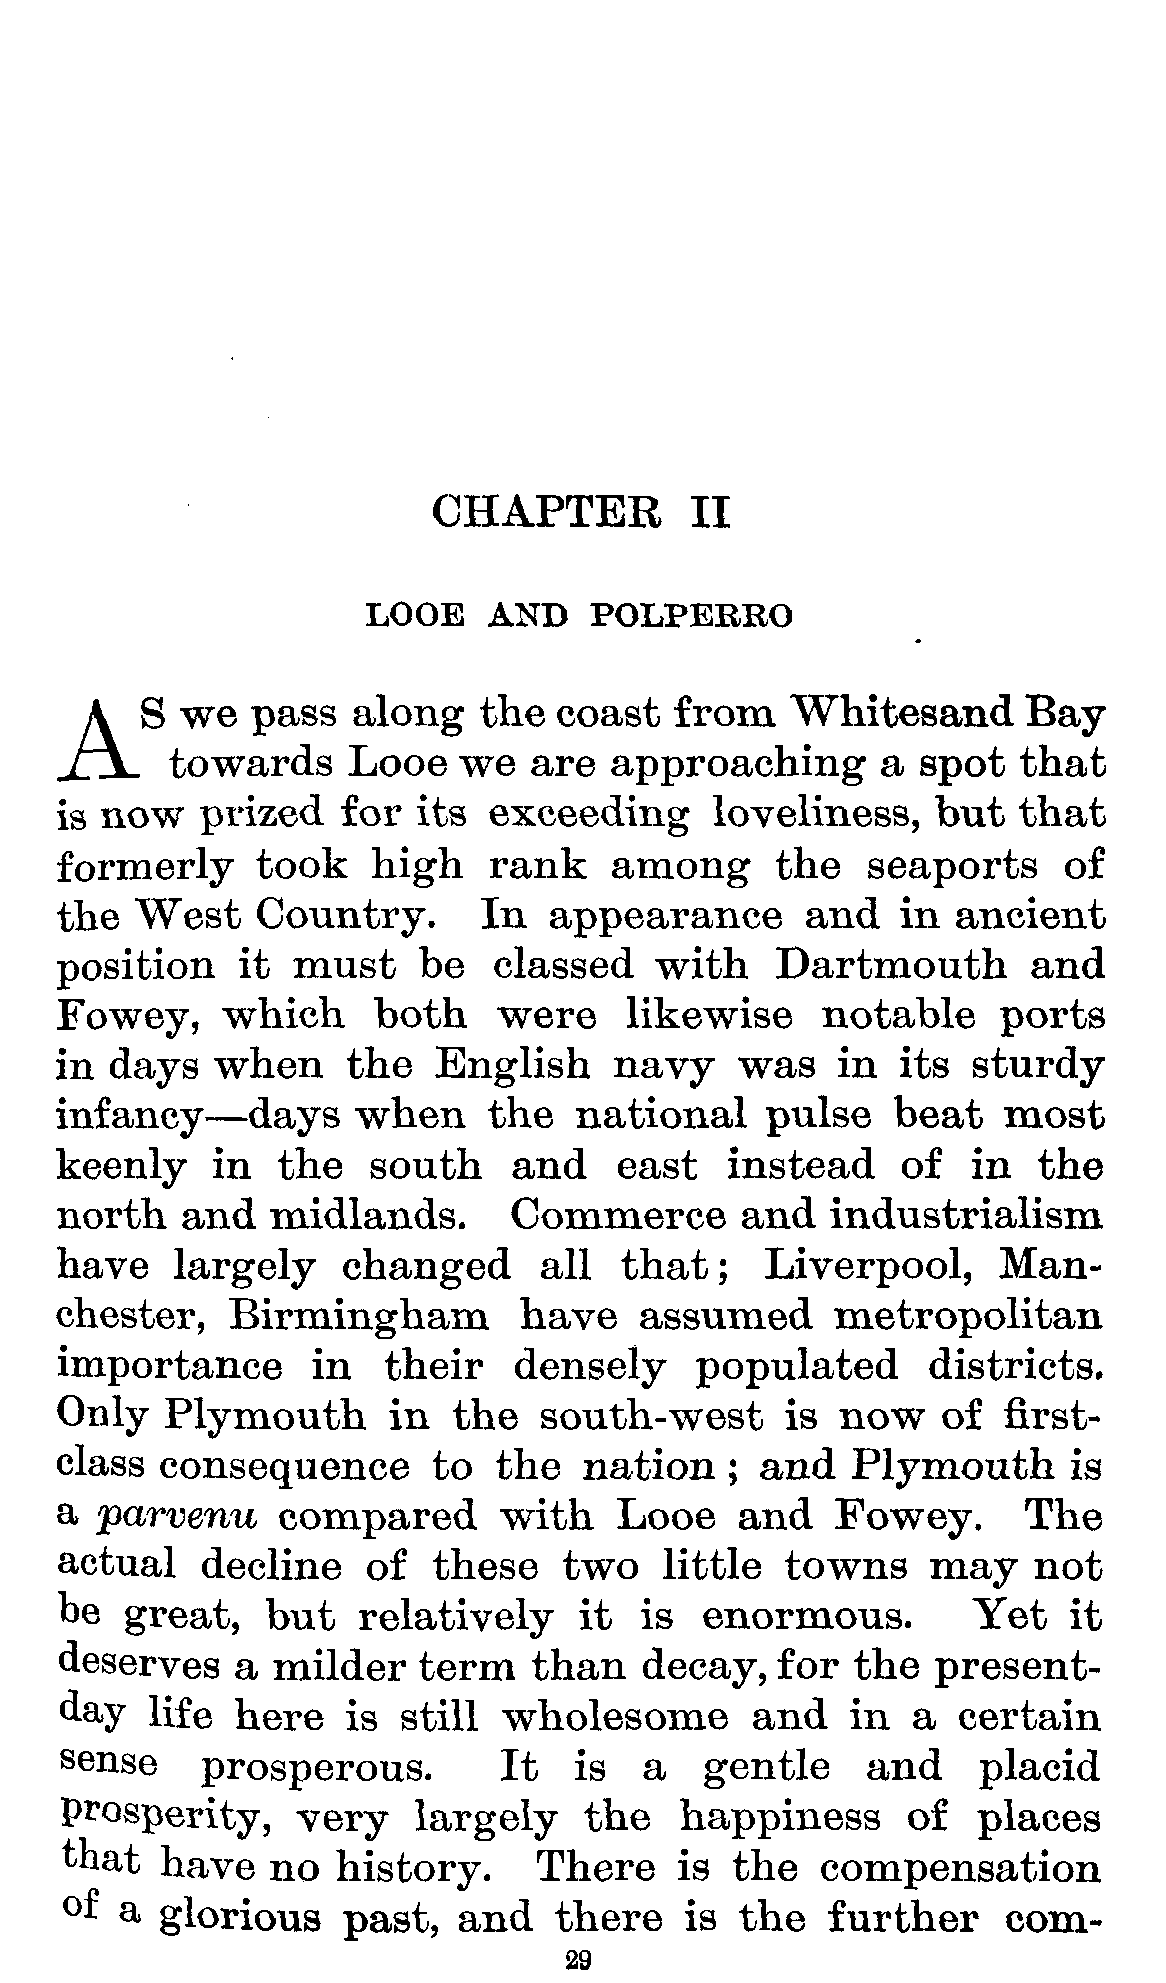 CHAPTER II
LOOE AND POLPERRO
AS we pass along the coast from Whitesand Bay
towards Looe we are approaching a spot that
is now prized for its exceeding loveliness, but that
formerly took high rank among the seaports of
the West Country. In appearance and in ancient
position it must be classed with Dartmouth and
Fowey, which both were likewise notable ports
in days when the English navy was in its sturdy
infancy—days when the national pulse beat most
keenly in the south and east instead of in the
north and midlands. Commerce and industrialism
have largely changed all that; Liverpool, Man-
chester, Birmingham have assumed metropolitan
importance in their densely populated districts.
Only Plymouth in the south-west is now of first-
class consequence to the nation; and Plymouth is
a parvenu compared with Looe and Fowey. The
actual decline of these two little towns may not
be great, but relatively it is enormous. Yet it
deserves a milder term than decay, for the present-
day life here is still wholesome and in a certain
sense prosperous. It is a gentle and placid
prosperity, very largely the happiness of places
that have no history. There is the compensation
of a glorious past, and there is the further com-
29